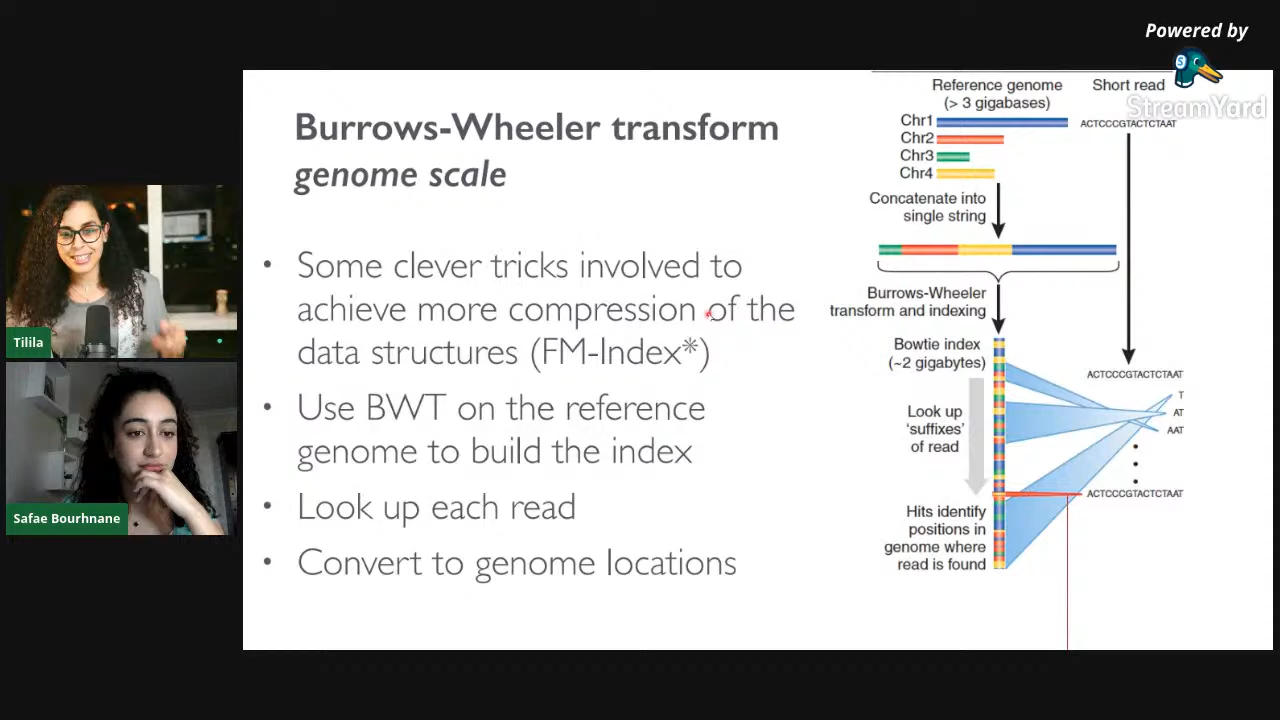 Powered by
StreamYard
Burrows-Wheeler transform
genome scale
• Some clever tricks involved to
achieve more compression of the
data structures (FM-Index*)
• Use BWT on the reference
genome to build the index
• Look up each read
• Convert to genome locations
Reference genome
(> 3 gigabases)
Short read
Chr1
Chr2
Chr3
Chr4
ACTCCCGTACTCTAAT
Concatenate into
single string
Burrows-Wheeler
transform and indexing
Bowtie index
(~2 gigabytes)
ACTCCCGTACTCTAAT
T
AT
AAT
Look up
'suffixes'
of read
ACTCCCGTACTCTAAT
Hits identify
positions in
genome where
read is found
Tilila
Safae Bourhnane